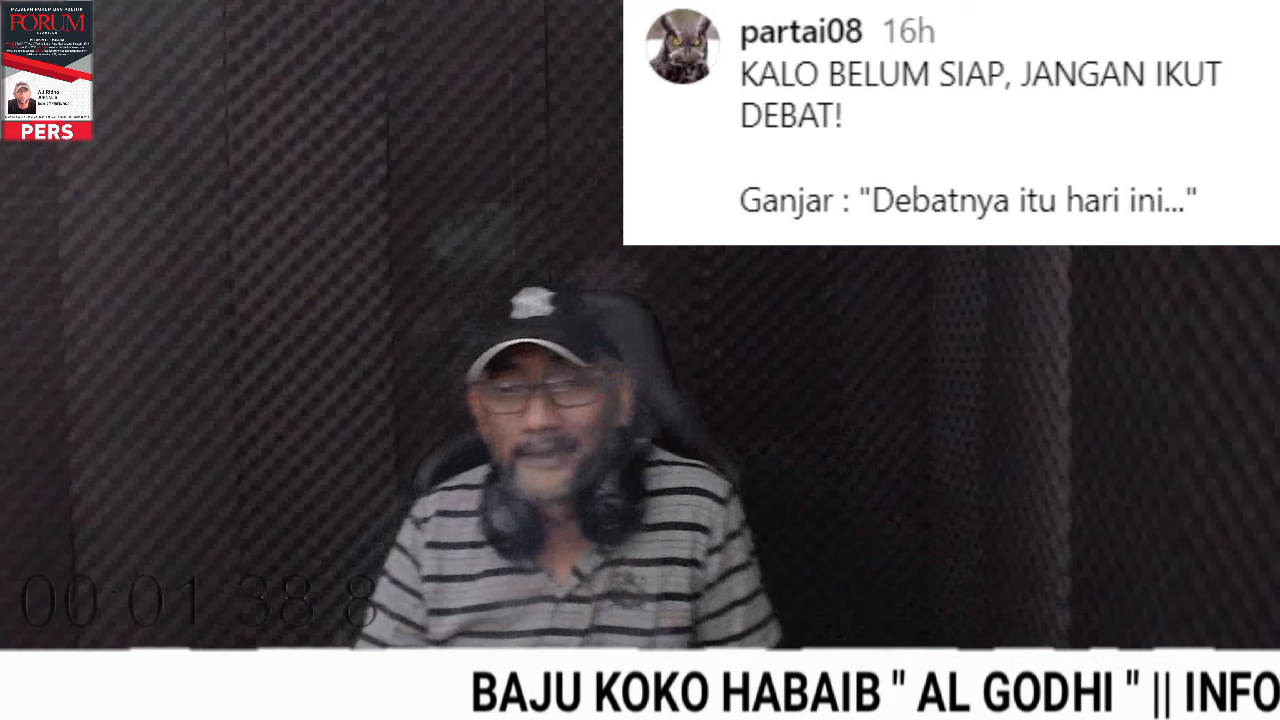 FORUM
PERS
partai08 16h
KALO BELUM SIAP, JANGAN IKUT
DEBAT!
Ganjar : "Debatnya itu hari ini..."
00:01 38 8
BAJU KOKO HABAIB " AL GODHI " || INFO